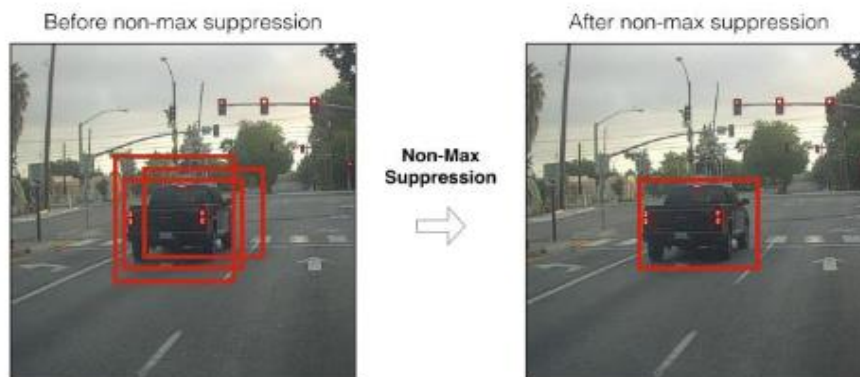 Before non-max suppression
After non-max suppression
Non-Max
Suppression